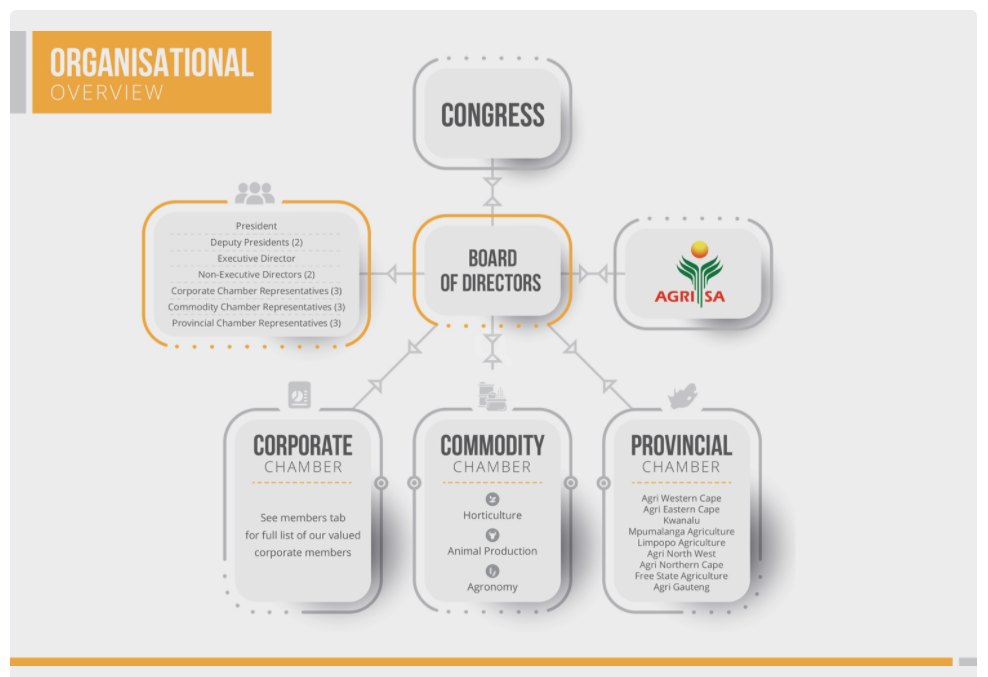 ORGANISATIONAL
OVERVIEW
CONGRESS
President
Deputy Presidents (2)
Executive Director
Non-Executive Directors (2)
Corporate Chamber Representatives (3)
Commodity Chamber Representatives (3)
Provincial Chamber Representatives (3)
BOARD
OF DIRECTORS
AGRI SA
CORPORATE
CHAMBER
See members tab
for full list of our valued
corporate members
COMMODITY
CHAMBER
Horticulture
Animal Production
Agronomy
PROVINCIAL
CHAMBER
Agri Western Cape
Agri Eastern Cape
Kwanalu
Mpumalanga Agriculture
Limpopo Agriculture
Agri North West
Agri Northern Cape
Free State Agriculture
Agri Gauteng